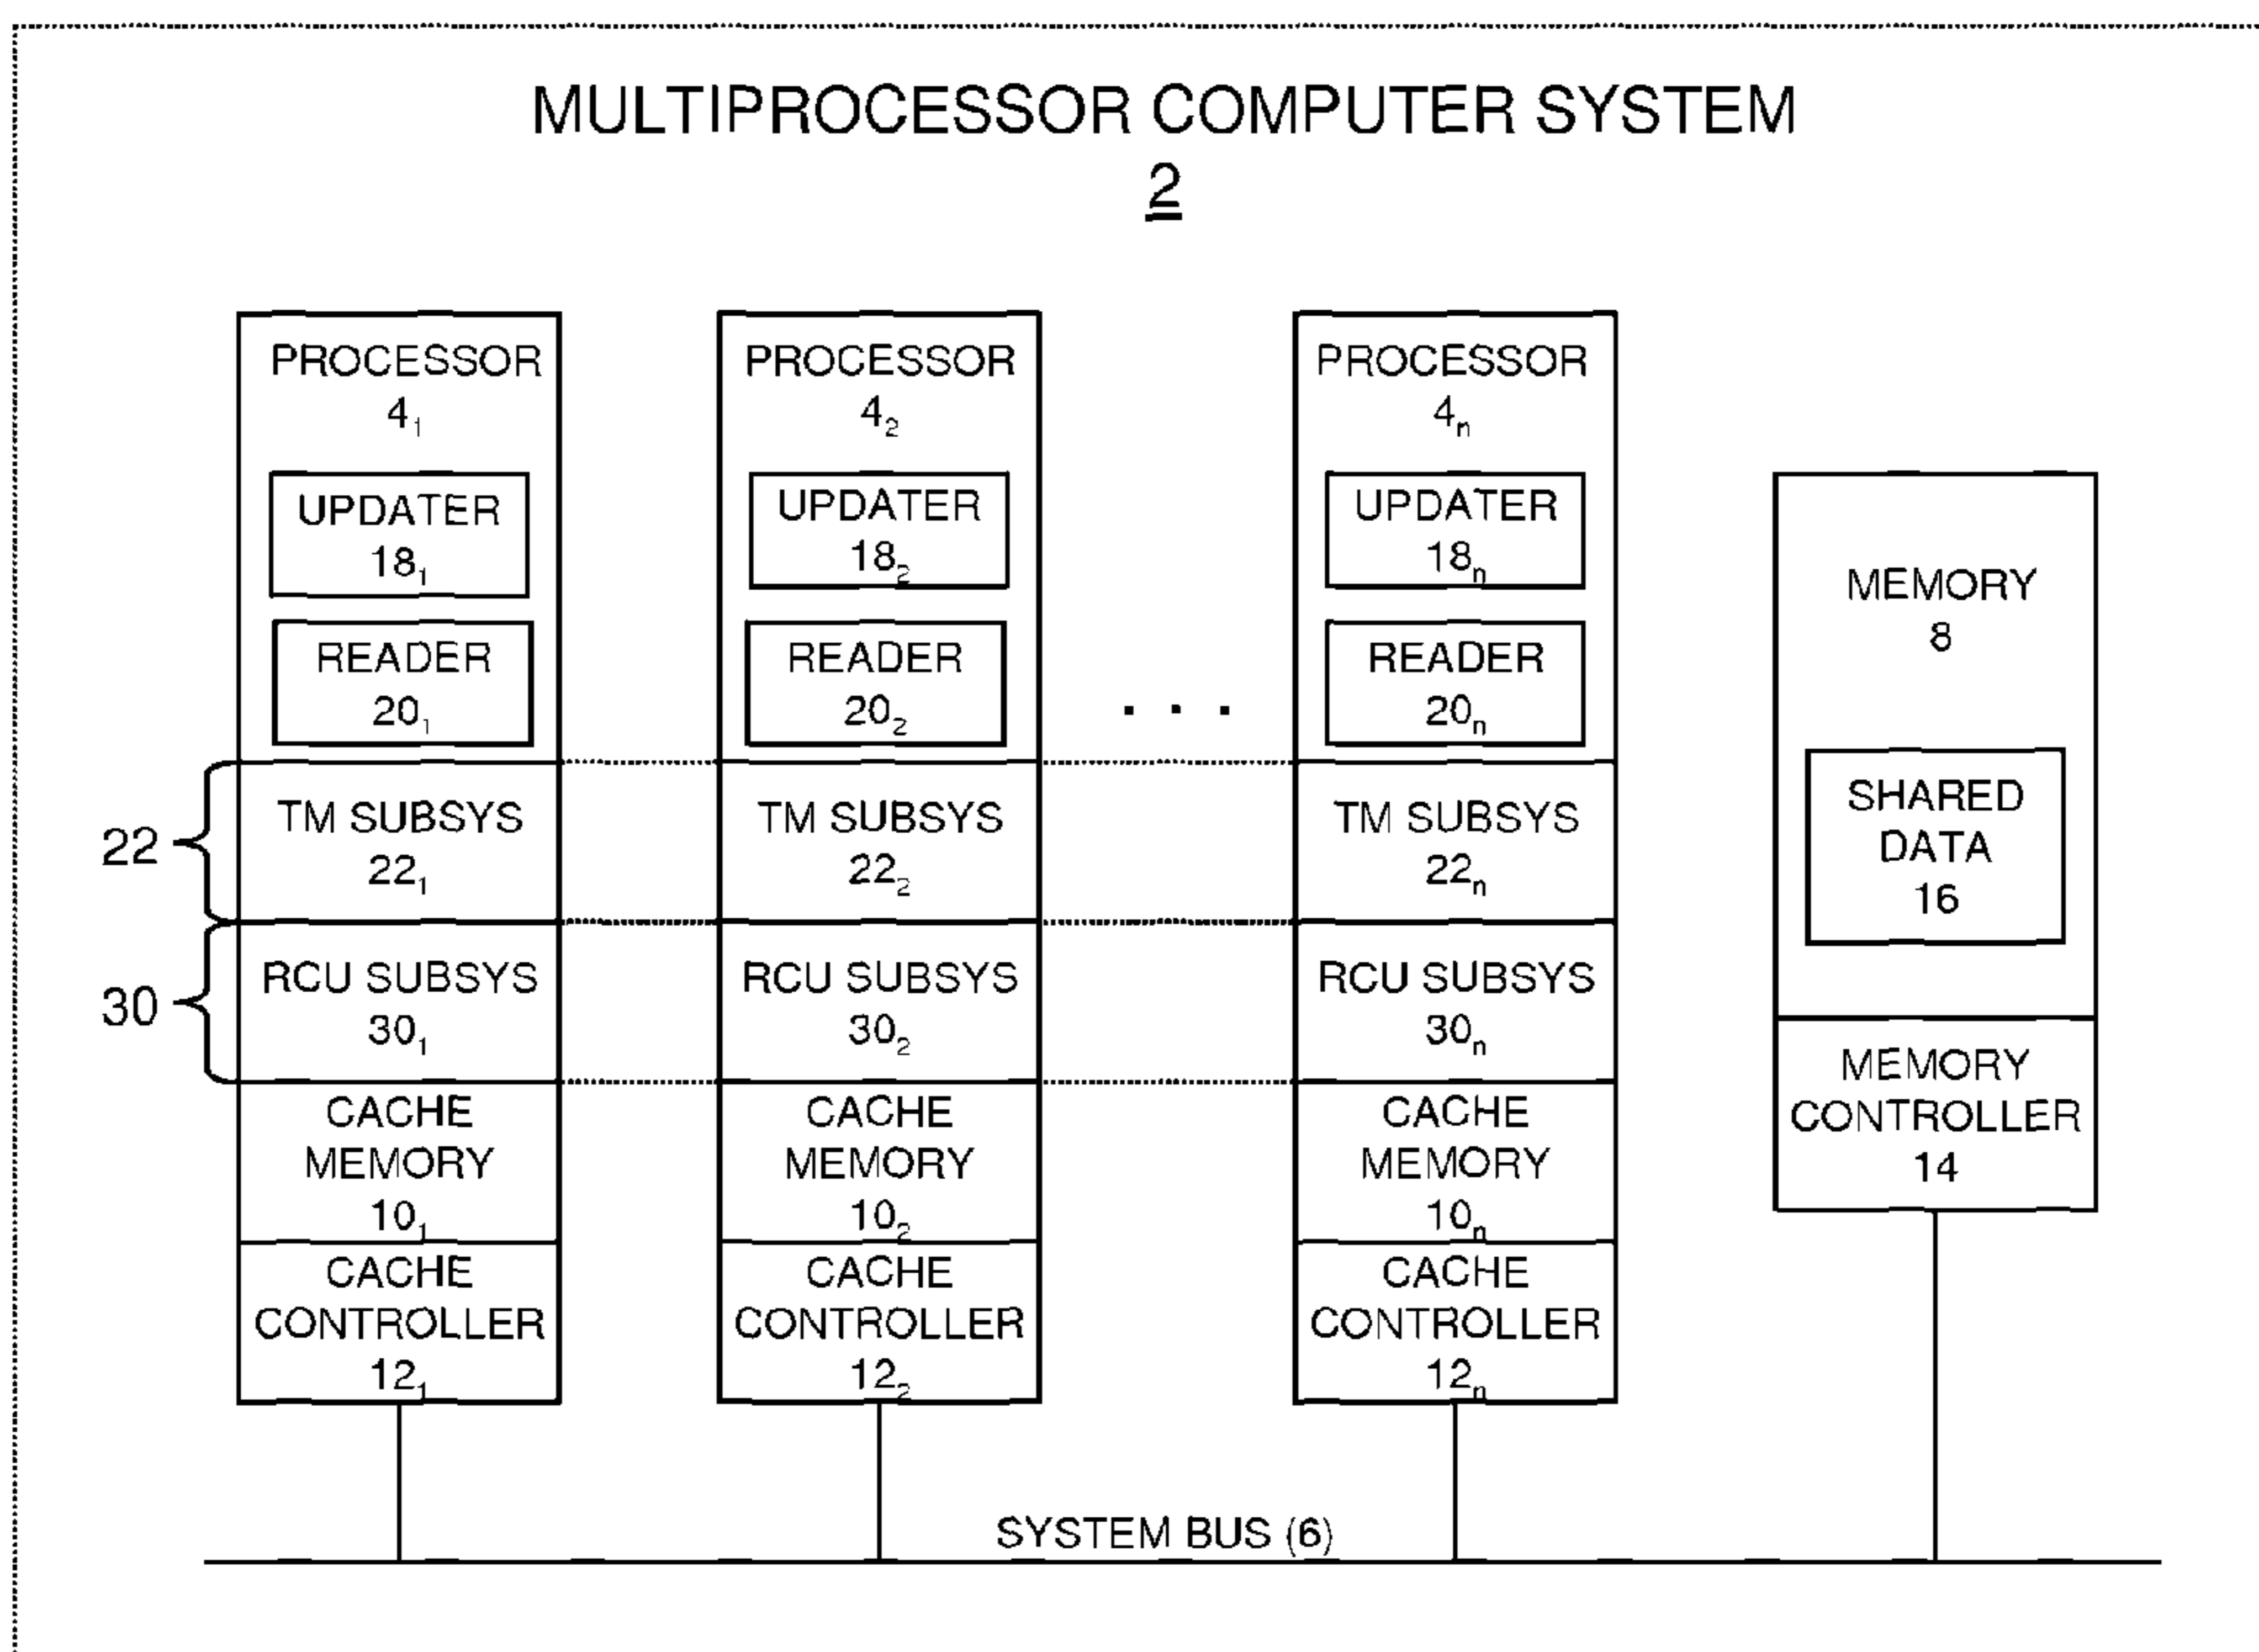 MULTIPROCESSOR COMPUTER SYSTEM
2
PROCESSOR
4₁
UPDATER
18₁
READER
20₁
TM SUBSYS
22₁
RCU SUBSYS
30₁
CACHE
MEMORY
10₁
CACHE
CONTROLLER
12₁
22
30
PROCESSOR
4₂
UPDATER
18₂
READER
20₂
TM SUBSYS
22₂
RCU SUBSYS
30₂
CACHE
MEMORY
10₂
CACHE
CONTROLLER
12₂
. . .
PROCESSOR
4ₙ
UPDATER
18ₙ
READER
20ₙ
TM SUBSYS
22ₙ
RCU SUBSYS
30ₙ
CACHE
MEMORY
10ₙ
CACHE
CONTROLLER
12ₙ
MEMORY
8
SHARED
DATA
16
MEMORY
CONTROLLER
14
SYSTEM BUS (6)